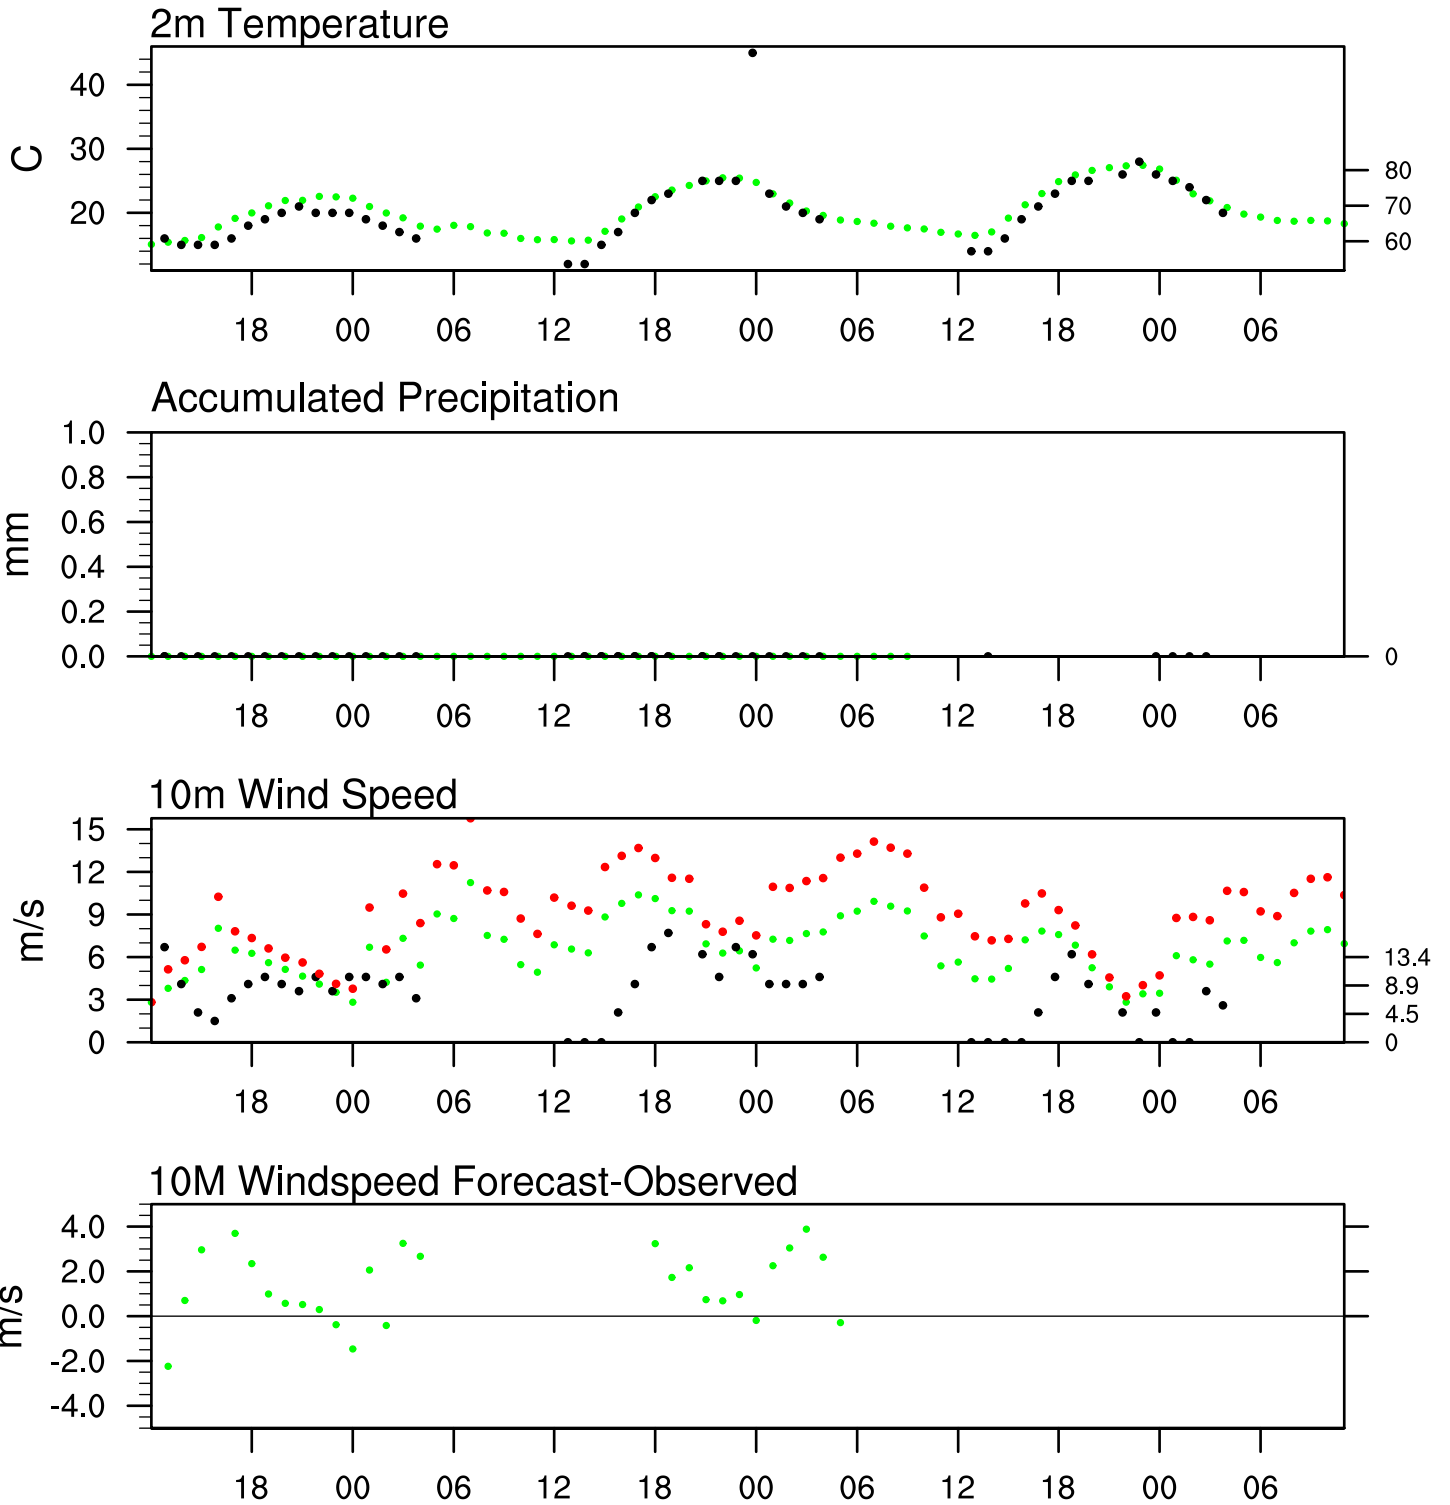 2m Temperature
C
40
30
20
80
70
60
18 00 06 12 18 00 06 12 18 00 06
Accumulated Precipitation
mm
1.0
0.8
0.6
0.4
0.2
0.0
0
18 00 06 12 18 00 06 12 18 00 06
10m Wind Speed
m/s
15
12
9
6
3
0
13.4
8.9
4.5
0
18 00 06 12 18 00 06 12 18 00 06
10M Windspeed Forecast-Observed
m/s
4.0
2.0
0.0
-2.0
-4.0
18 00 06 12 18 00 06 12 18 00 06